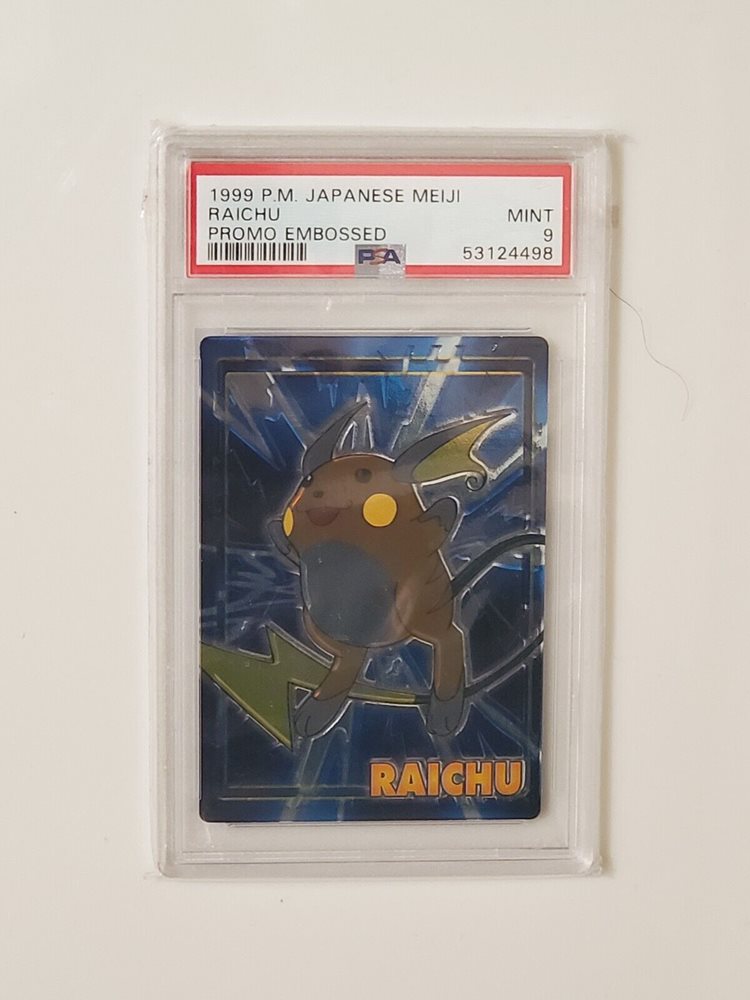 1999 P.M. JAPANESE MEIJI
RAICHU MINT
PROMO EMBOSSED 9
PSA 53124498
RAICHU